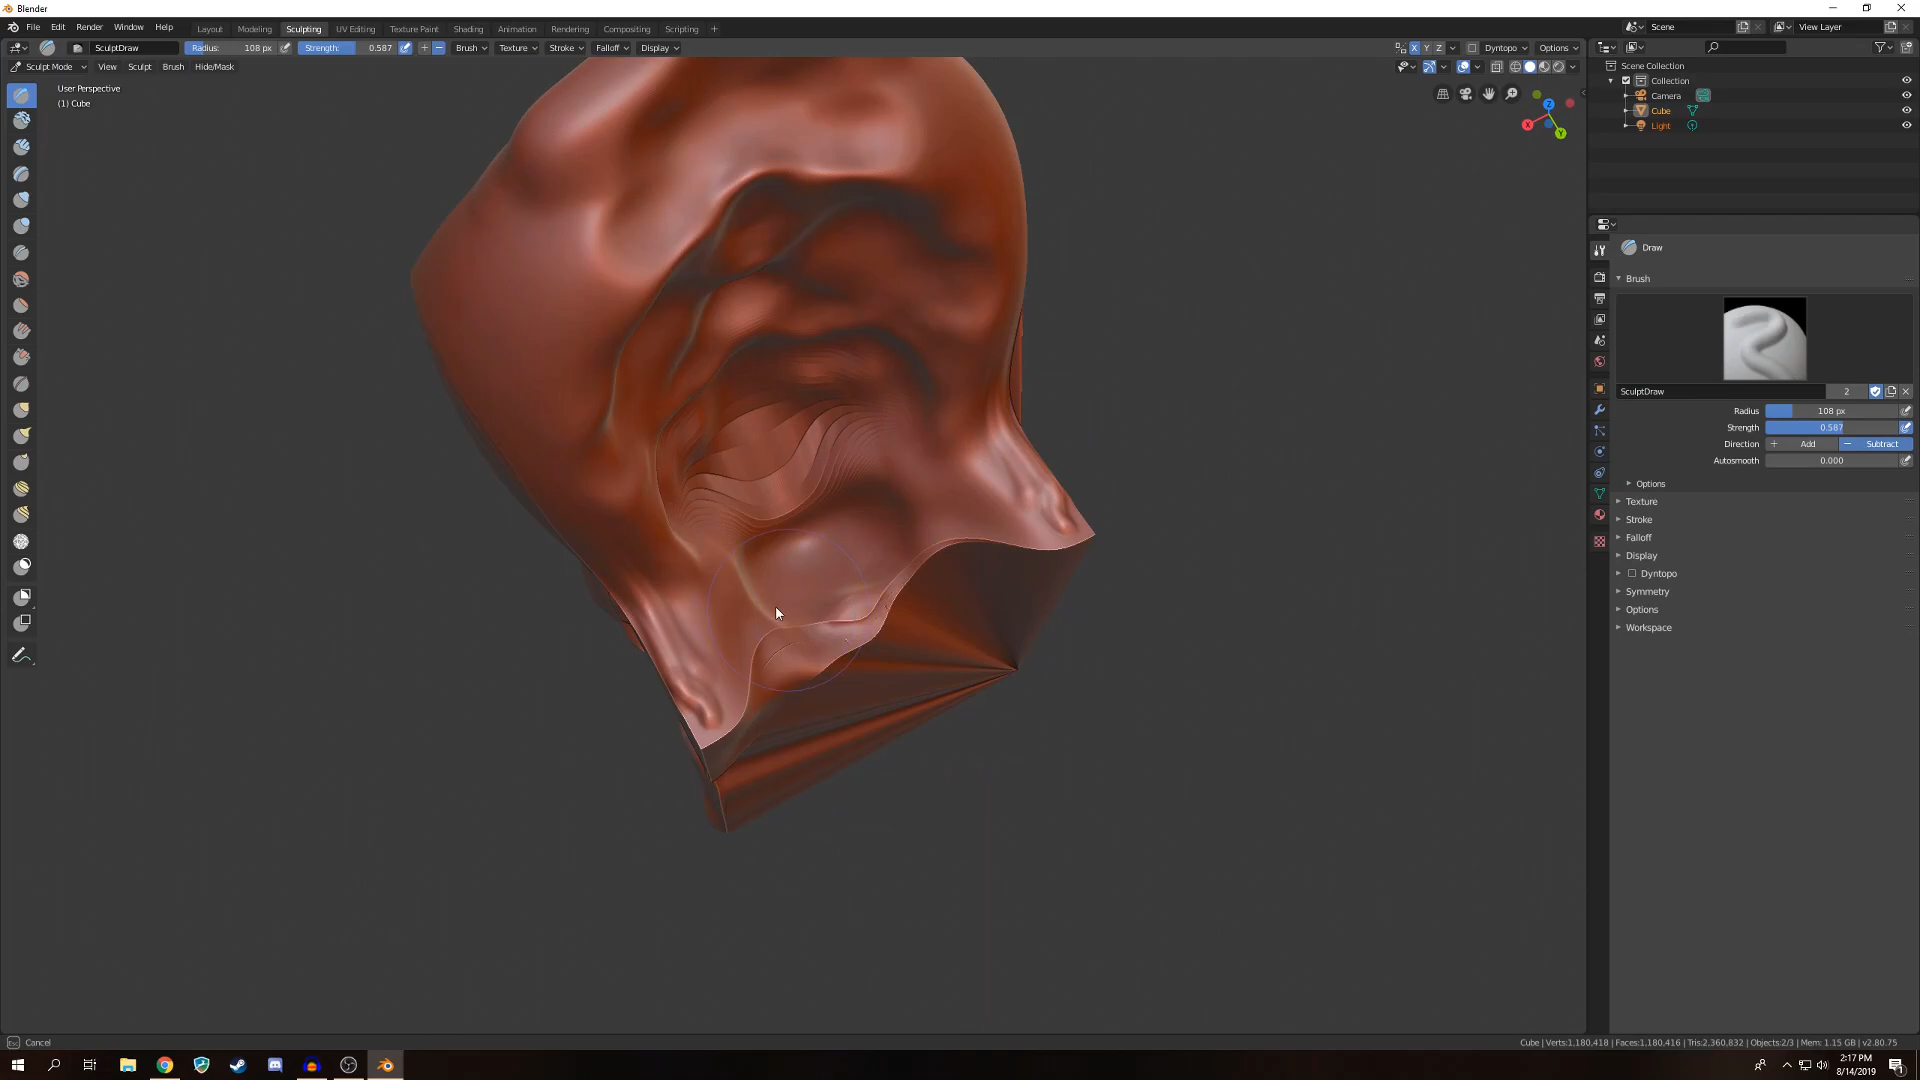 Blender
File Edit Render Window Help
Layout Modeling Sculpting UV Editing Texture Paint Shading Animation Rendering Compositing Scripting +
Scene
View Layer
SculptDraw
Radius: 108 px
Strength: 0.587
Brush Texture Stroke Falloff Display
X Y Z
Dyntopo Options
Sculpt Mode View Sculpt Brush Hide/Mask
User Perspective
(1) Cube
Z
X
Y
Scene Collection
Collection
Camera
Cube
Light
Draw
Brush
SculptDraw 2
Radius 108 px
Strength 0.587
Direction + Add − Subtract
Autosmooth 0.000
Options
Texture
Stroke
Falloff
Display
Dyntopo
Symmetry
Options
Workspace
Esc Cancel
Cube | Verts:1,180,418 | Faces:1,180,416 | Tris:2,360,832 | Objects:2/3 | Mem: 1.15 GB | v2.80.75
2:17 PM
8/14/2019